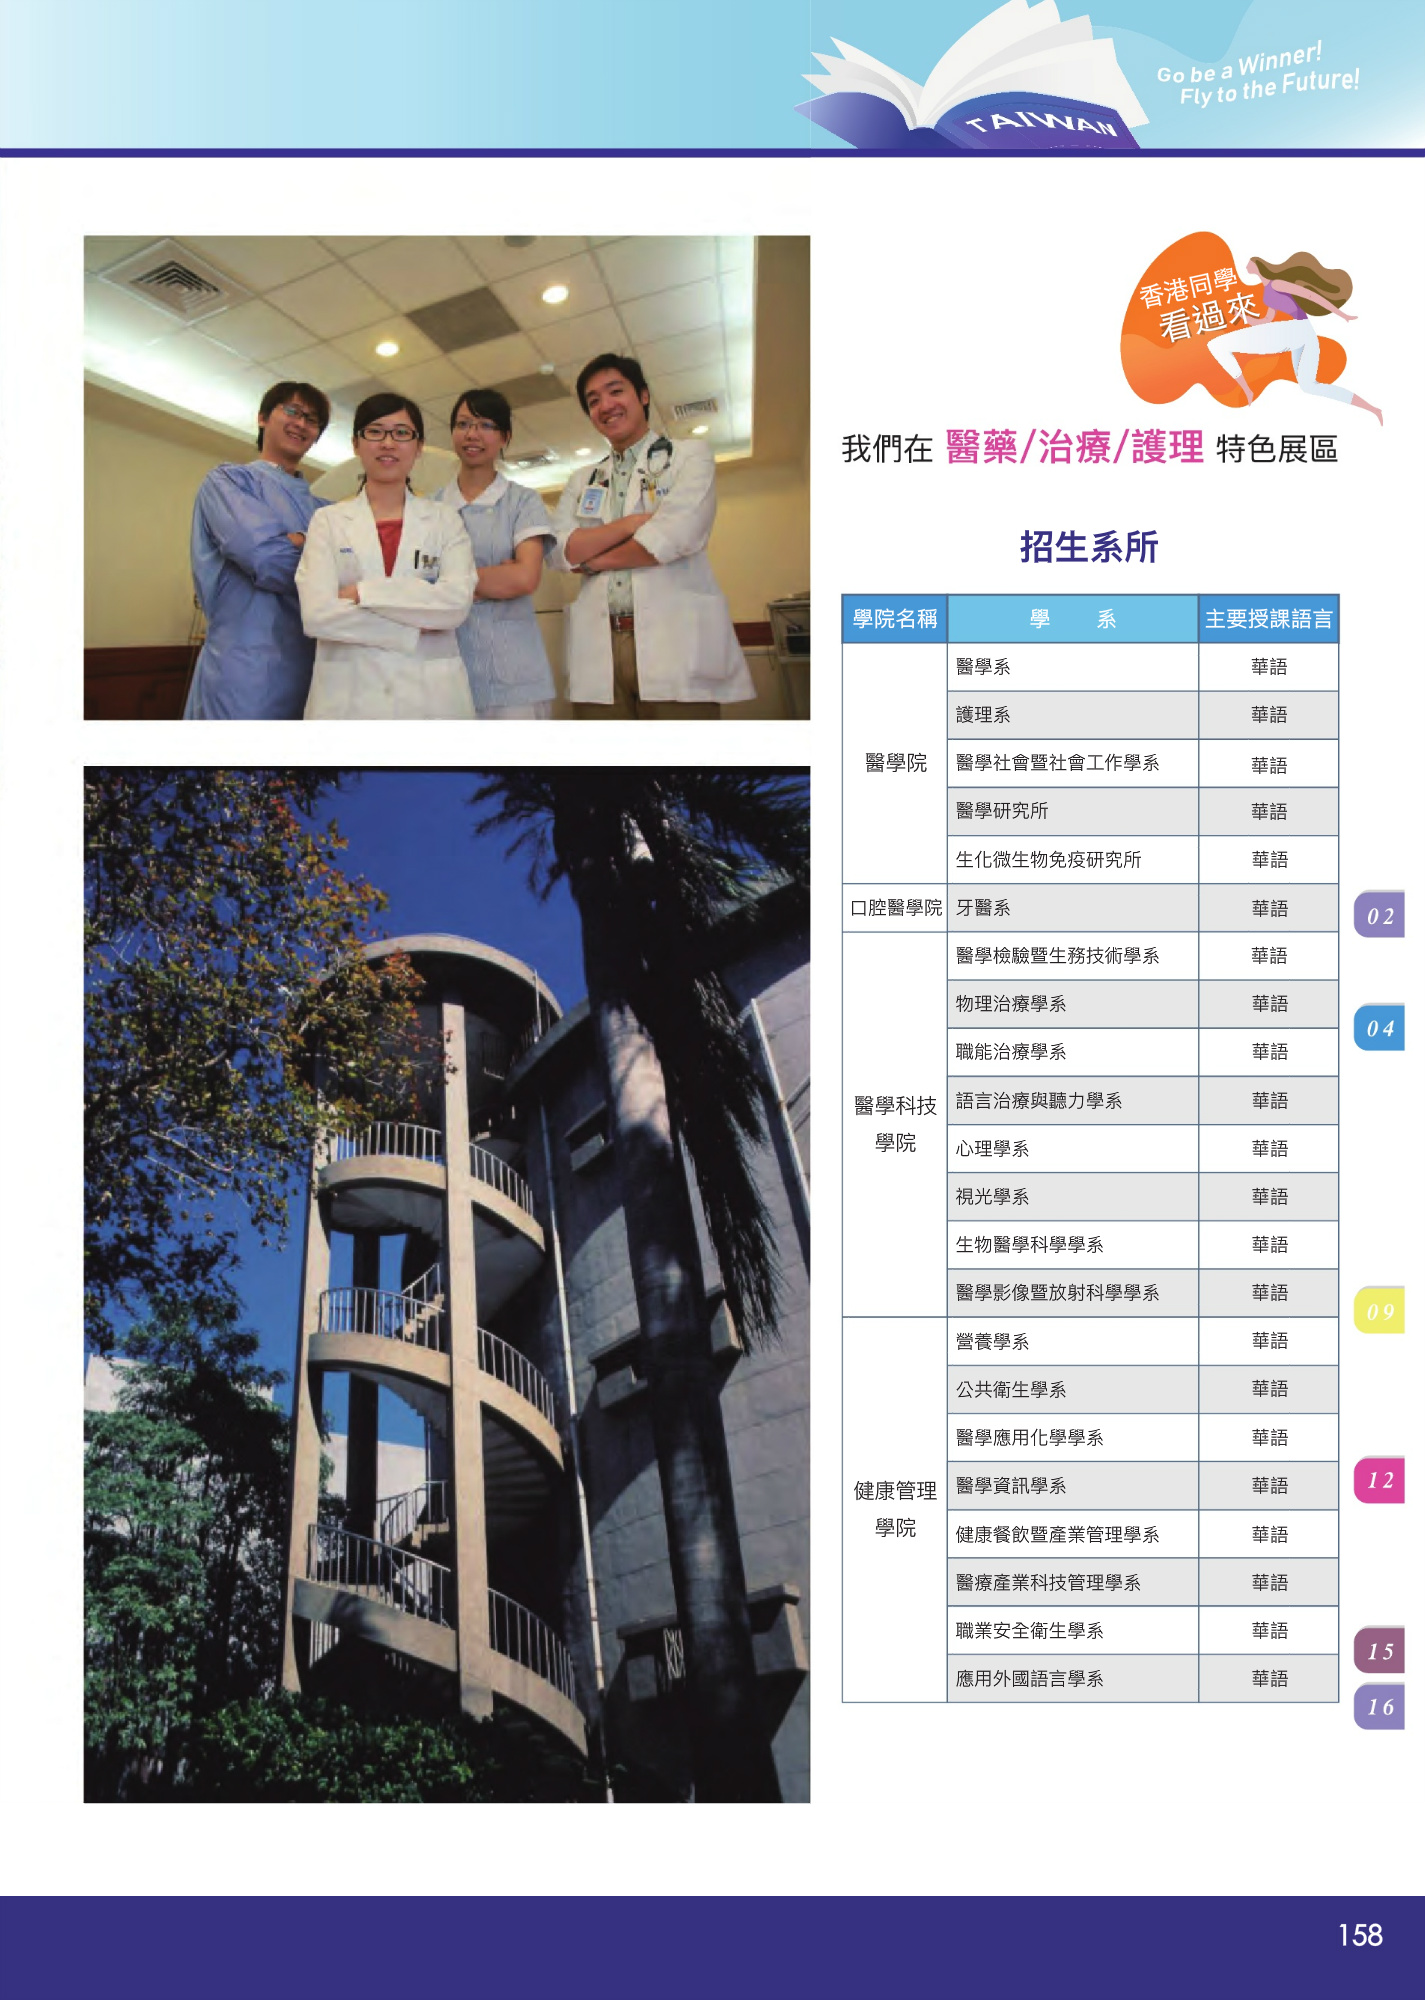 Go be a Winner!
Fly to the Future!
TAIWAN
香港同學
看過來
我們在 醫藥/治療/護理 特色展區
招生系所
學院名稱 學 系 主要授課語言
醫學院
醫學系 華語
護理系 華語
醫學社會暨社會工作學系 華語
醫學研究所 華語
生化微生物免疫研究所 華語
口腔醫學院 牙醫系 華語
醫學科技
學院
醫學檢驗暨生務技術學系 華語
物理治療學系 華語
職能治療學系 華語
語言治療與聽力學系 華語
心理學系 華語
視光學系 華語
生物醫學科學學系 華語
醫學影像暨放射科學學系 華語
健康管理
學院
營養學系 華語
公共衛生學系 華語
醫學應用化學學系 華語
醫學資訊學系 華語
健康餐飲暨產業管理學系 華語
醫療產業科技管理學系 華語
職業安全衛生學系 華語
應用外國語言學系 華語
02
04
09
12
15
16
158